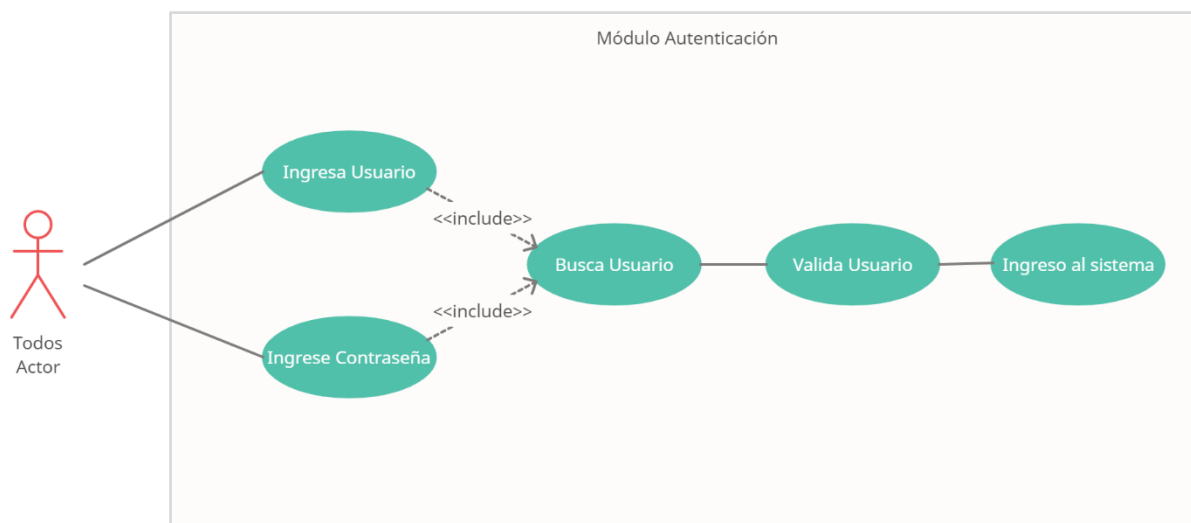 Módulo Autenticación
Ingresa Usuario
<<include>>
Busca Usuario
Valida Usuario
Ingreso al sistema
<<include>>
Ingrese Contraseña
Todos
Actor